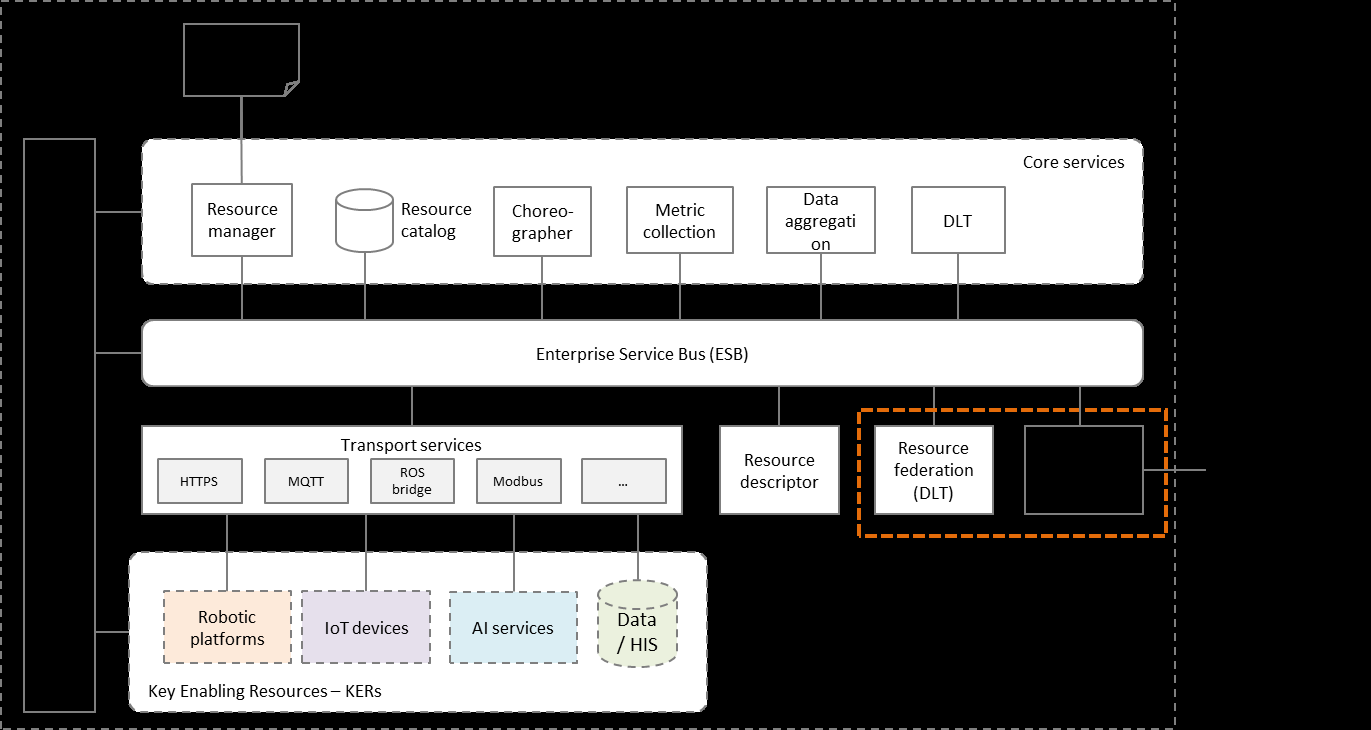 Core services
Resource
manager
Resource
catalog
Choreo-
grapher
Metric
collection
Data
aggregati
on
DLT
Enterprise Service Bus (ESB)
Transport services
HTTPS
MQTT
ROS
bridge
Modbus
...
Resource
descriptor
Resource
federation
(DLT)
Robotic
platforms
IoT devices
AI services
Data
/ HIS
Key Enabling Resources – KERs